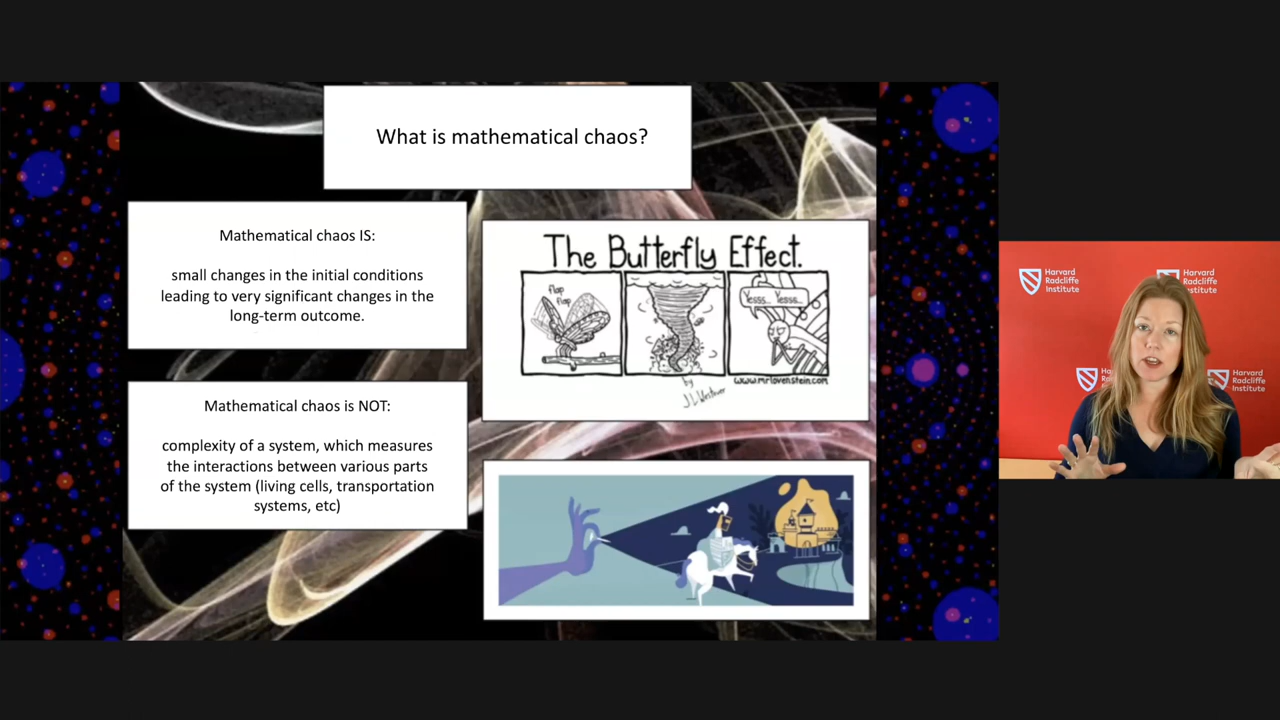 What is mathematical chaos?
Mathematical chaos IS:
small changes in the initial conditions
leading to very significant changes in the
long-term outcome.
Mathematical chaos is NOT:
complexity of a system, which measures
the interactions between various parts
of the system (living cells, transportation
systems, etc)
The Butterfly Effect.
flap
flap
Yesss... Yesss...
by
J L Westover
www.mrlovenstein.com
Harvard
Radcliffe
Institute
Harvard
Radcliffe
Institute
Harvard
Radcliffe
Institute